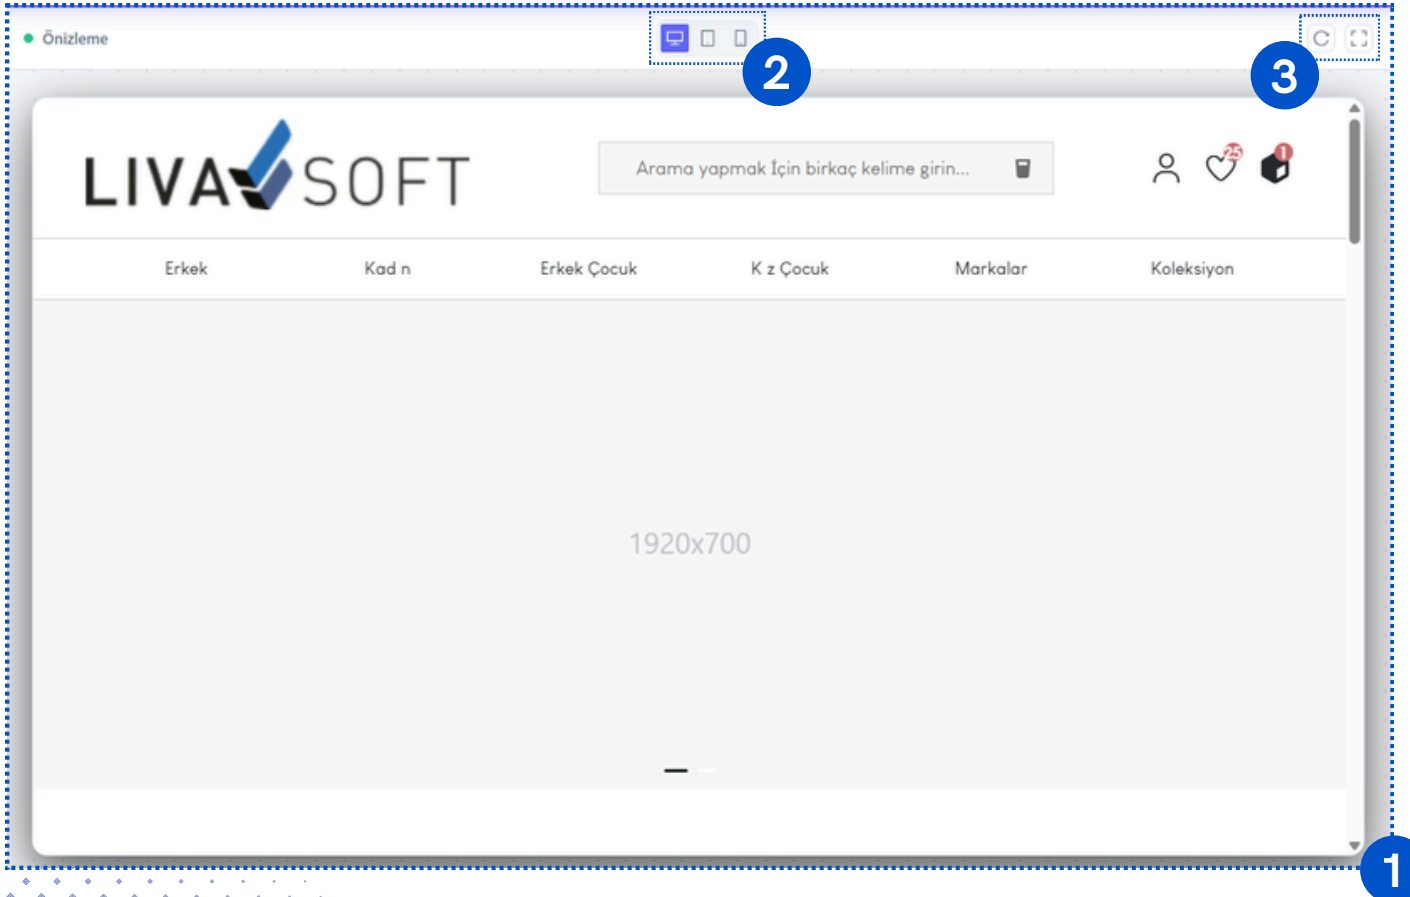 Önizleme
2
3
LIVA SOFT
Arama yapmak İçin birkaç kelime girin...
25
1
Erkek
Kad n
Erkek Çocuk
K z Çocuk
Markalar
Koleksiyon
1920x700
1